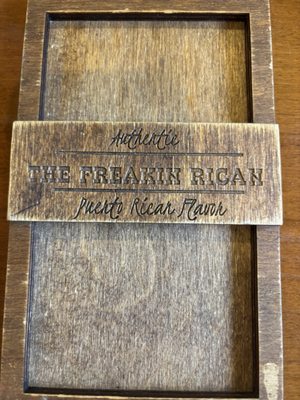 Authentic
THE FREAKIN RICAN
Puerto Rican Flavor